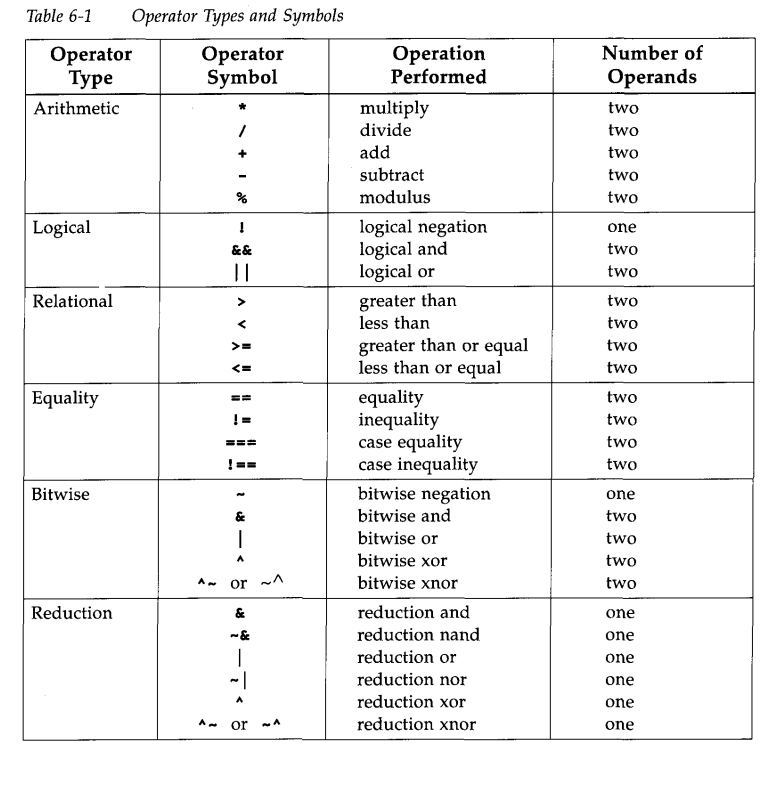 Table 6-1 Operator Types and Symbols
Operator Type Operator Symbol Operation Performed Number of Operands
Arithmetic * multiply two
/ divide two
+ add two
- subtract two
% modulus two
Logical ! logical negation one
&& logical and two
|| logical or two
Relational > greater than two
< less than two
>= greater than or equal two
<= less than or equal two
Equality == equality two
!= inequality two
=== case equality two
!== case inequality two
Bitwise ~ bitwise negation one
& bitwise and two
| bitwise or two
^ bitwise xor two
^~ or ~^ bitwise xnor two
Reduction & reduction and one
~& reduction nand one
| reduction or one
~| reduction nor one
^ reduction xor one
^~ or ~^ reduction xnor one